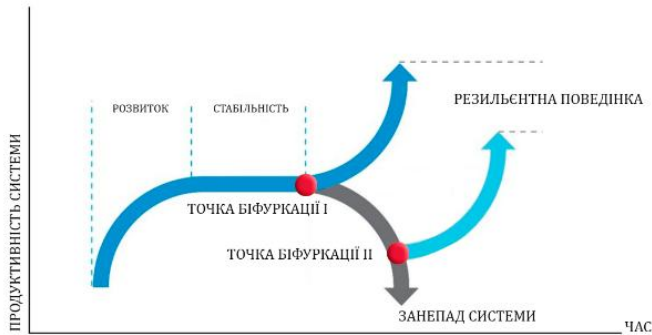 РОЗВИТОК
СТАБІЛЬНІСТЬ
РЕЗИЛЬЄНТНА ПОВЕДІНКА
ПРОДУКТИВНІСТЬ СИСТЕМИ
ТОЧКА БІФУРКАЦІЇ І
ТОЧКА БІФУРКАЦІЇ ІІ
ЗАНЕПАД СИСТЕМИ
ЧАС